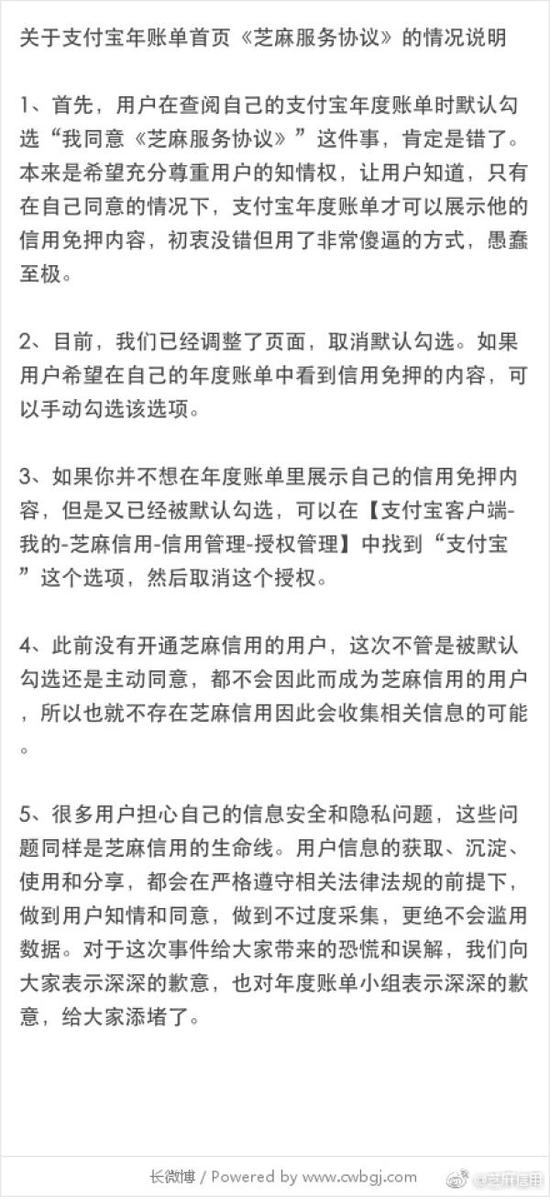 关于支付宝年账单首页《芝麻服务协议》的情况说明
1、首先，用户在查阅自己的支付宝年度账单时默认勾
选“我同意《芝麻服务协议》”这件事，肯定是错了。
本来是希望充分尊重用户的知情权，让用户知道，只有
在自己同意的情况下，支付宝年度账单才可以展示他的
信用免押内容，初衷没错但用了非常傻逼的方式，愚蠢
至极。
2、目前，我们已经调整了页面，取消默认勾选。如果
用户希望在自己的年度账单中看到信用免押的内容，可
以手动勾选该选项。
3、如果你并不想在年度账单里展示自己的信用免押内
容，但是又已经被默认勾选，可以在【支付宝客户端-
我的-芝麻信用-信用管理-授权管理】中找到“支付宝
”这个选项，然后取消这个授权。
4、此前没有开通芝麻信用的用户，这次不管是被默认
勾选还是主动同意，都不会因此而成为芝麻信用的用户
，所以也就不存在芝麻信用因此会收集相关信息的可能
。
5、很多用户担心自己的信息安全和隐私问题，这些问
题同样是芝麻信用的生命线。用户信息的获取、沉淀、
使用和分享，都会在严格遵守相关法律法规的前提下，
做到用户知情和同意，做到不过度采集，更绝不会滥用
数据。对于这次事件给大家带来的恐慌和误解，我们向
大家表示深深的歉意，也对年度账单小组表示深深的歉
意，给大家添堵了。
长微博 / Powered by www.cwbgj.com
@芝麻信用